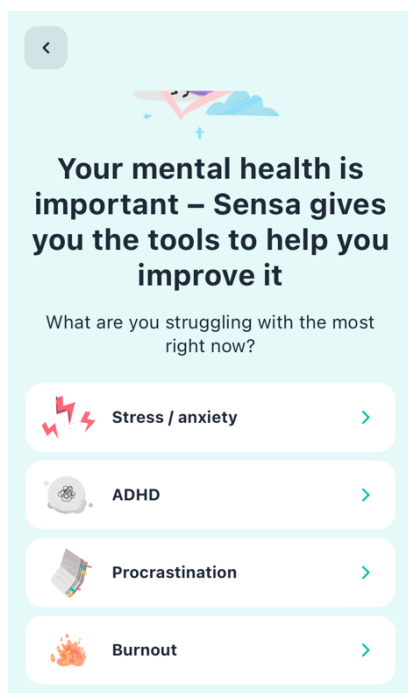 Your mental health is
important – Sensa gives
you the tools to help you
improve it
What are you struggling with the most
right now?
Stress / anxiety
ADHD
Procrastination
Burnout